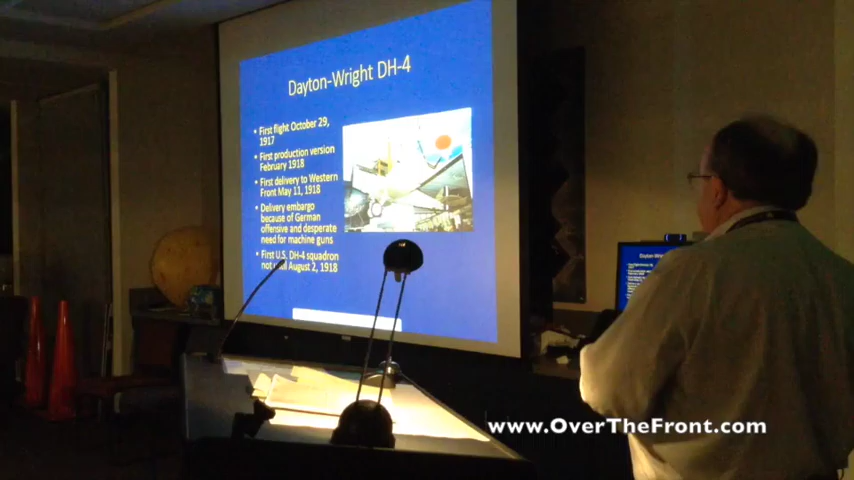 Dayton-Wright DH-4
• First flight October 29,
1917
• First production version
February 1918
• First delivery to Western
Front May 11, 1918
• Delivery embargo
because of German
offensive and desperate
need for machine guns
• First U.S. DH-4 squadron
not until August 2, 1918
www.OverTheFront.com